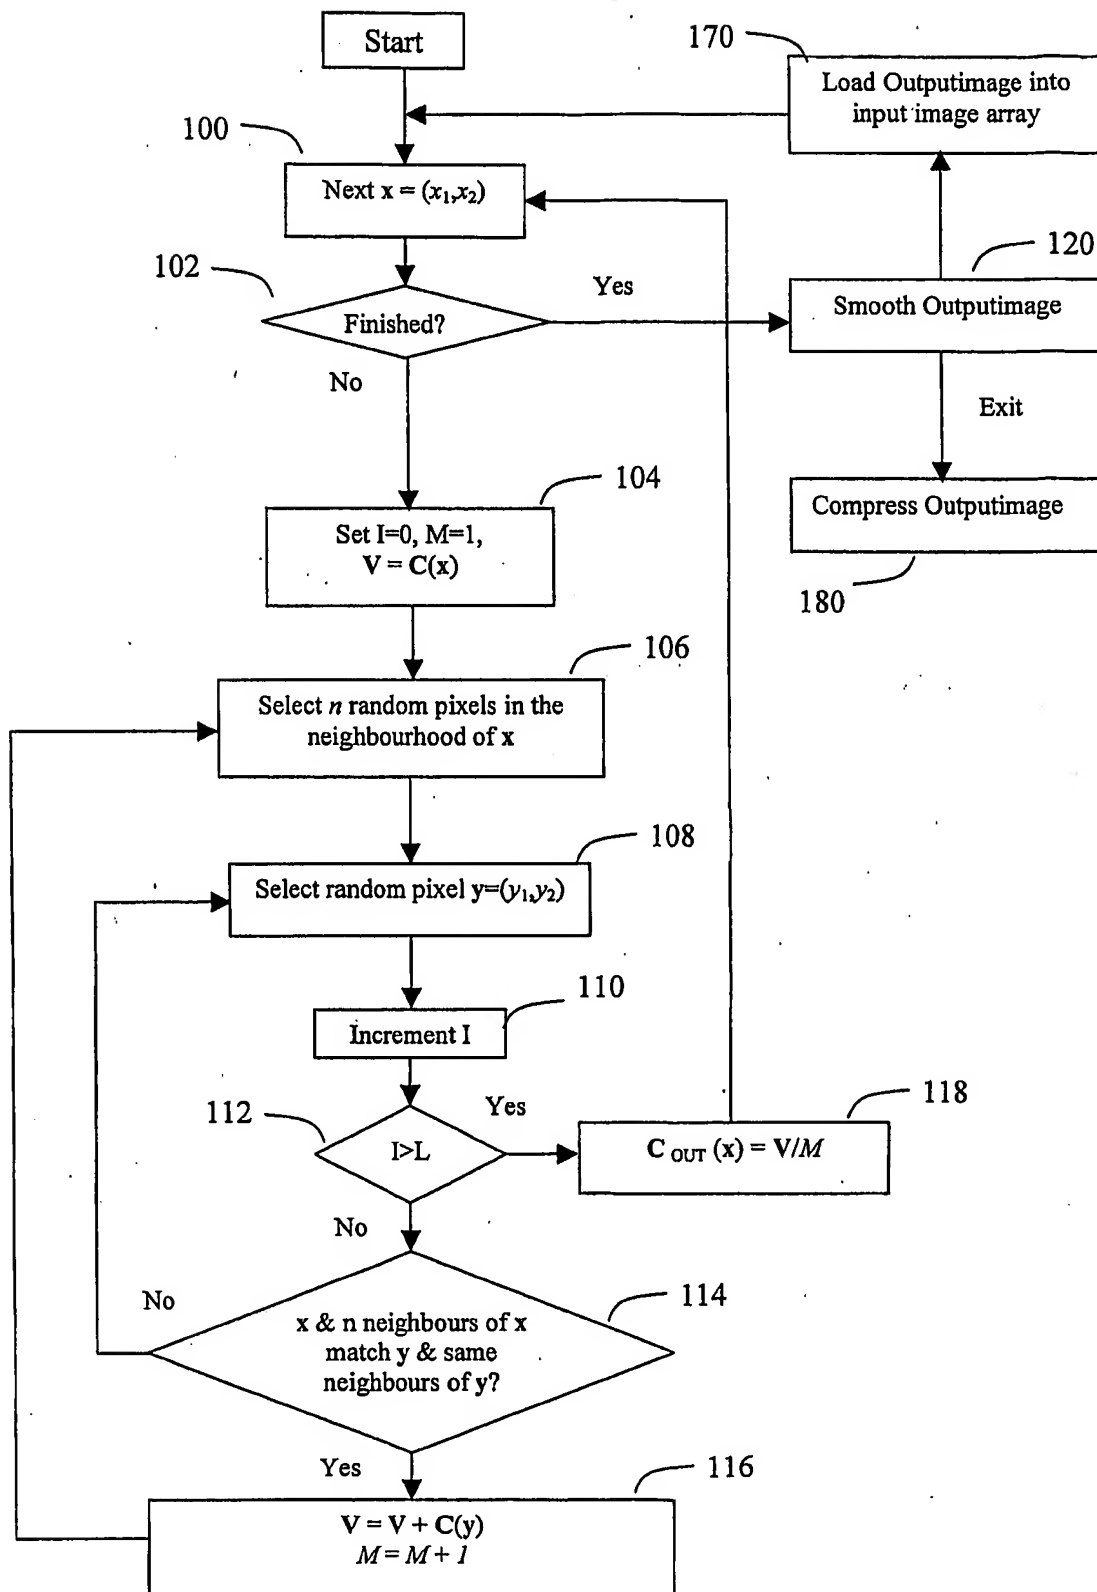 Start
170
Load Outputimage into
input image array
100
Next x = (x₁,x₂)
102
Finished?
Yes
No
120
Smooth Outputimage
Exit
Compress Outputimage
180
104
Set I=0, M=1,
V = C(x)
106
Select n random pixels in the
neighbourhood of x
108
Select random pixel y=(y₁,y₂)
110
Increment I
112
I>L
Yes
No
118
C OUT (x) = V/M
114
x & n neighbours of x
match y & same
neighbours of y?
No
Yes
116
V = V + C(y)
M = M + 1